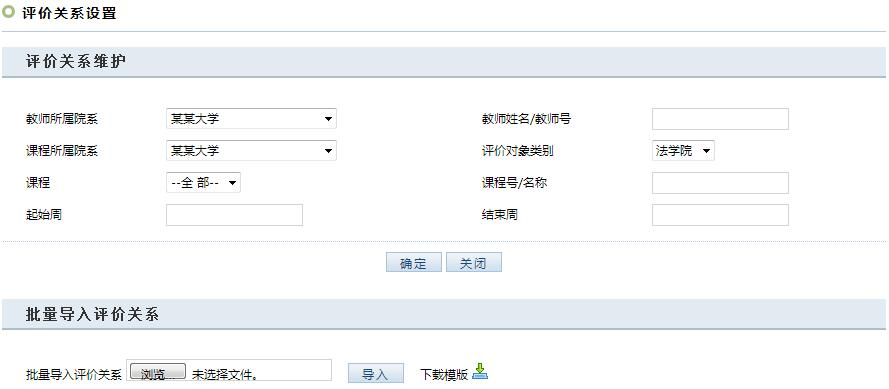 评价关系设置
评价关系维护
教师所属院系 某某大学 教师姓名/教师号
课程所属院系 某某大学 评价对象类别 法学院
课程 --全 部-- 课程号/名称
起始周 结束周
确定 关闭
批量导入评价关系
批量导入评价关系 浏览... 未选择文件。 导入 下载模版